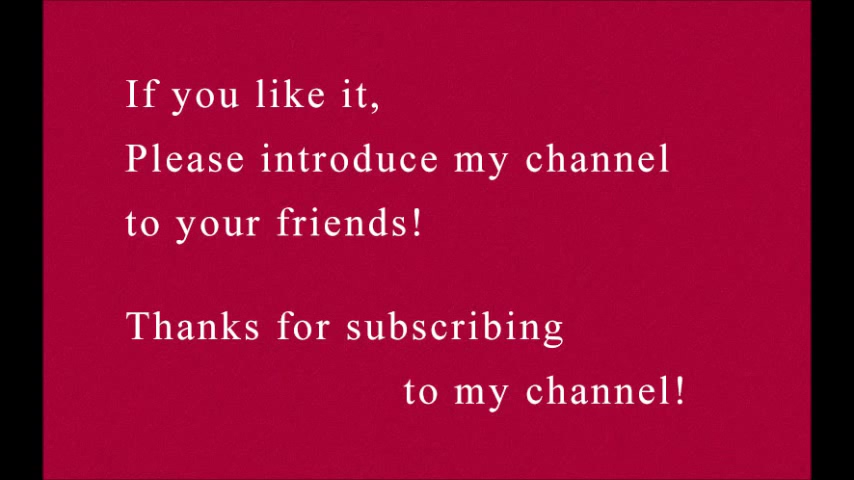 If you like it,
Please introduce my channel
to your friends!
Thanks for subscribing
to my channel!